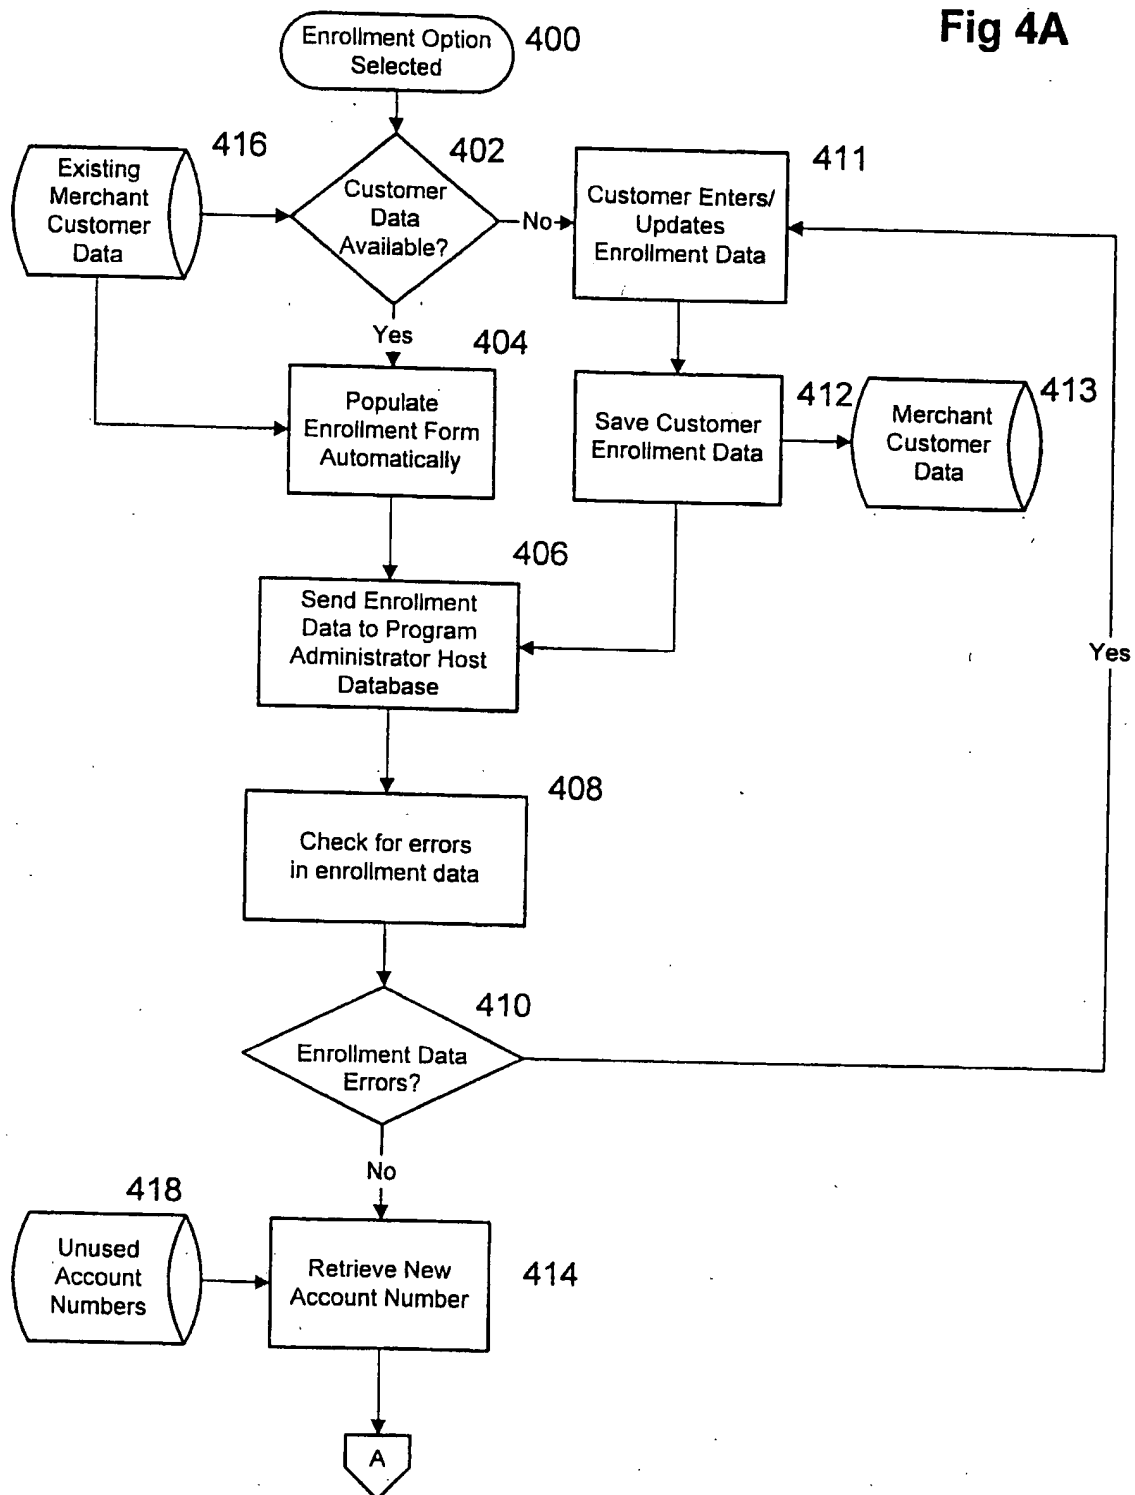 Fig 4A
Enrollment Option
Selected
400
416
Existing
Merchant
Customer
Data
402
Customer
Data
Available?
No
411
Customer Enters/
Updates
Enrollment Data
Yes
404
Populate
Enrollment Form
Automatically
412
Save Customer
Enrollment Data
413
Merchant
Customer
Data
406
Send Enrollment
Data to Program
Administrator Host
Database
Yes
408
Check for errors
in enrollment data
410
Enrollment Data
Errors?
No
418
Unused
Account
Numbers
Retrieve New
Account Number
414
A